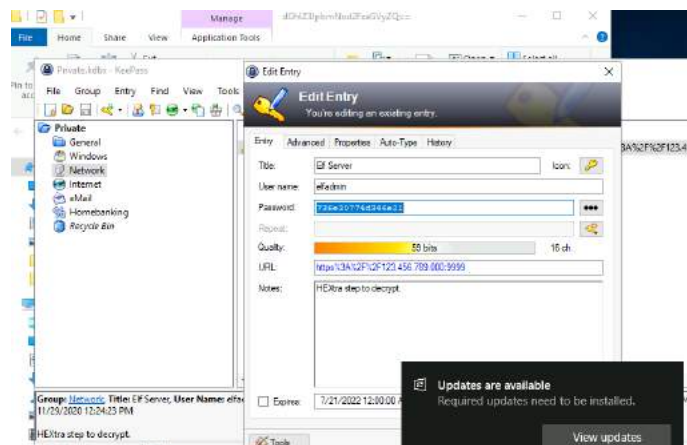 Manage
File Home Share View Application Tools
Private.kdbx - KeePass
File Group Entry Find View Tools
Private
General
Windows
Network
Internet
eMail
Homebanking
Recycle Bin
Group: Network, Title: Elf Server, User Name:
11/29/2020 12:24:23 PM
HEXtra step to decrypt.
Edit Entry
Edit Entry
You're editing an existing entry.
Entry Advanced Properties Auto-Type History
Title: Elf Server Icon:
User name: elfadmin
Password: 736e30774d346e21
Repeat:
Quality: 59 bits 16 ch.
URL: https%3A%2F%2F123.456.789.000:9999
Notes: HEXtra step to decrypt.
Expires: 7/21/2022 12:00:00 A
Tools
Updates are available
Required updates need to be installed.
View updates